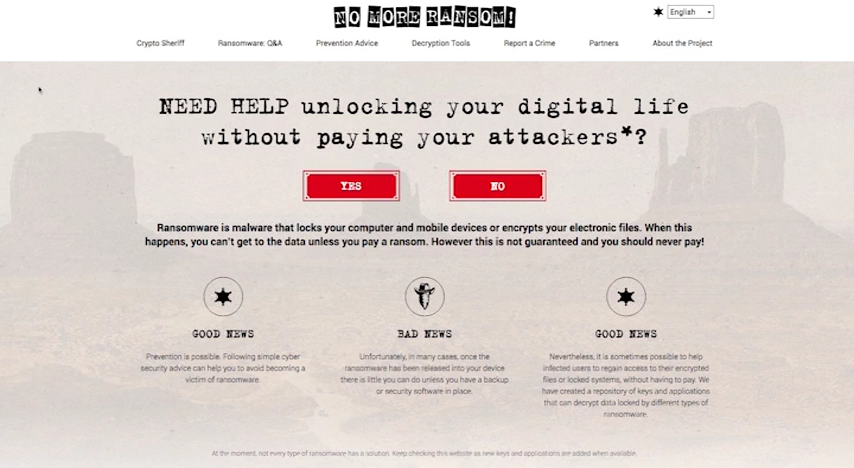 NO MORE RANSOM!
English
Crypto Sheriff Ransomware: Q&A Prevention Advice Decryption Tools Report a Crime Partners About the Project
NEED HELP unlocking your digital life
without paying your attackers*?
YES NO
Ransomware is malware that locks your computer and mobile devices or encrypts your electronic files. When this
happens, you can't get to the data unless you pay a ransom. However this is not guaranteed and you should never pay!
GOOD NEWS
Prevention is possible. Following simple cyber
security advice can help you to avoid becoming a
victim of ransomware.
BAD NEWS
Unfortunately, in many cases, once the
ransomware has been released into your device
there is little you can do unless you have a backup
or security software in place.
GOOD NEWS
Nevertheless, it is sometimes possible to help
infected users to regain access to their encrypted
files or locked systems, without having to pay. We
have created a repository of keys and applications
that can decrypt data locked by different types of
ransomware.
At the moment, not every type of ransomware has a solution. Keep checking this website as new keys and applications are added when available.